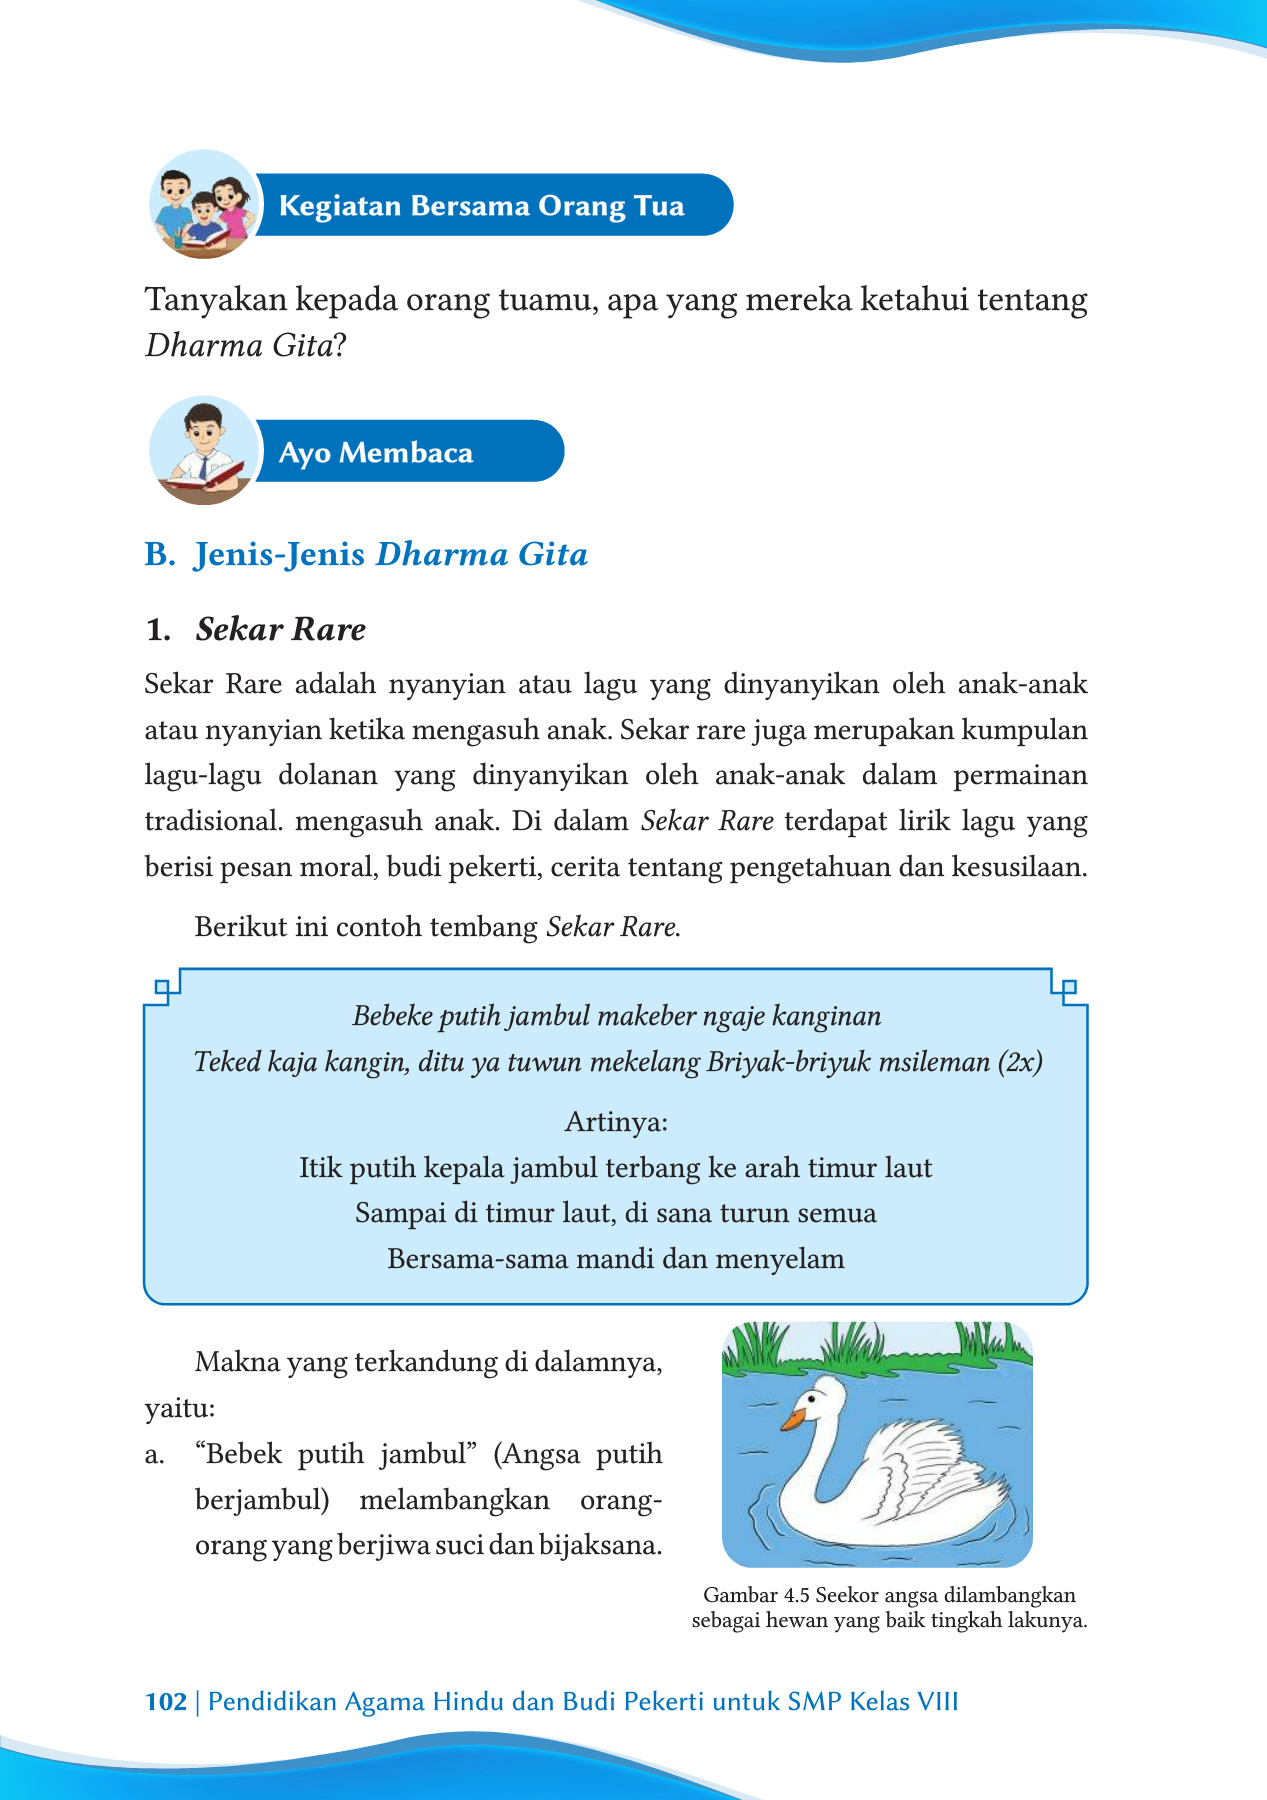 Kegiatan Bersama Orang Tua
Tanyakan kepada orang tuamu, apa yang mereka ketahui tentang
Dharma Gita?
Ayo Membaca
B. Jenis-Jenis Dharma Gita
1. Sekar Rare
Sekar Rare adalah nyanyian atau lagu yang dinyanyikan oleh anak-anak
atau nyanyian ketika mengasuh anak. Sekar rare juga merupakan kumpulan
lagu-lagu dolanan yang dinyanyikan oleh anak-anak dalam permainan
tradisional. mengasuh anak. Di dalam Sekar Rare terdapat lirik lagu yang
berisi pesan moral, budi pekerti, cerita tentang pengetahuan dan kesusilaan.
Berikut ini contoh tembang Sekar Rare.
Bebeke putih jambul makeber ngaje kanginan
Teked kaja kangin, ditu ya tuwun mekelang Briyak-briyuk msileman (2x)
Artinya:
Itik putih kepala jambul terbang ke arah timur laut
Sampai di timur laut, di sana turun semua
Bersama-sama mandi dan menyelam
Makna yang terkandung di dalamnya,
yaitu:
a. “Bebek putih jambul” (Angsa putih
berjambul) melambangkan orang-
orang yang berjiwa suci dan bijaksana.
Gambar 4.5 Seekor angsa dilambangkan
sebagai hewan yang baik tingkah lakunya.
102 | Pendidikan Agama Hindu dan Budi Pekerti untuk SMP Kelas VIII